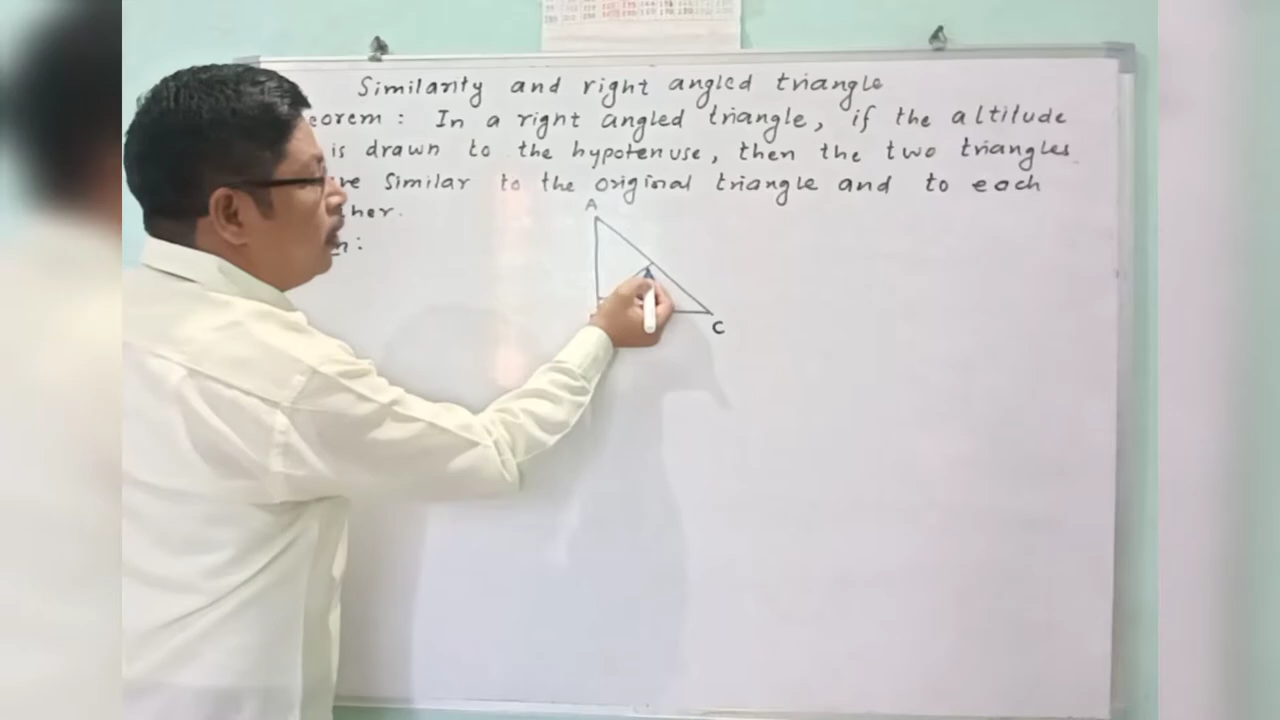 Similarity and right angled triangle
eorem : In a right angled triangle, if the altitude
is drawn to the hypotenuse, then the two triangles
re similar to the original triangle and to each
her.
n:
A
C